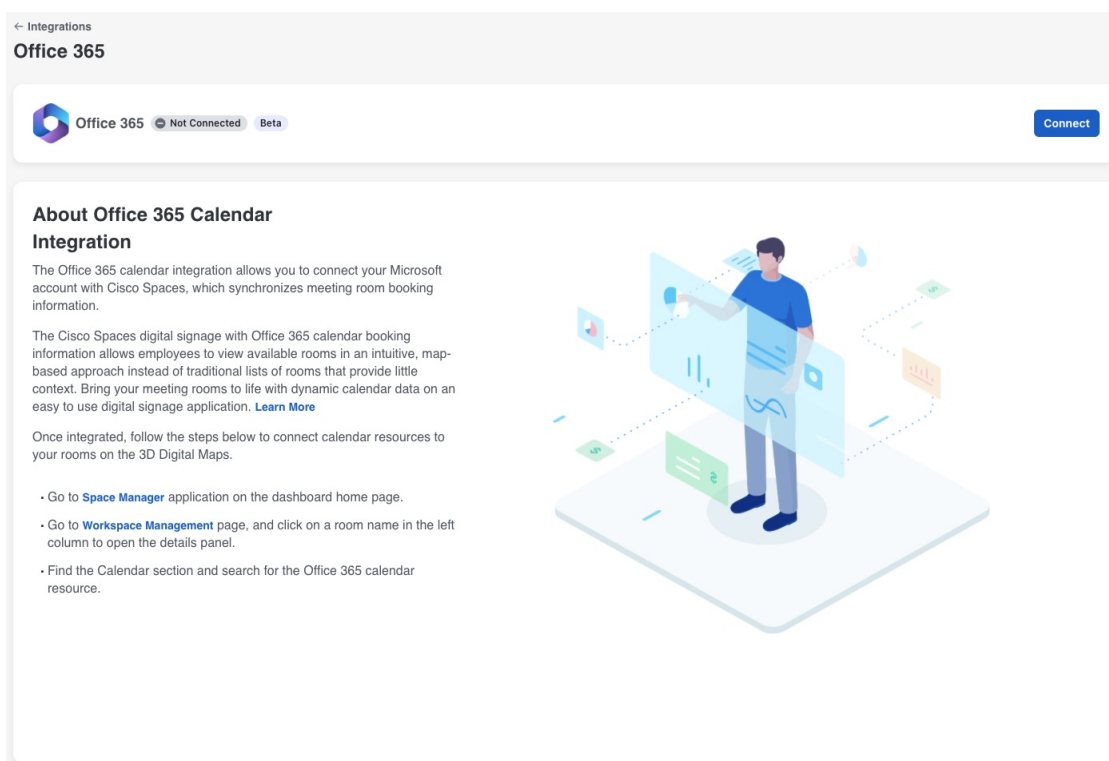 ← Integrations
Office 365
Office 365 Not Connected Beta
Connect
About Office 365 Calendar
Integration
The Office 365 calendar integration allows you to connect your Microsoft
account with Cisco Spaces, which synchronizes meeting room booking
information.
The Cisco Spaces digital signage with Office 365 calendar booking
information allows employees to view available rooms in an intuitive, map-
based approach instead of traditional lists of rooms that provide little
context. Bring your meeting rooms to life with dynamic calendar data on an
easy to use digital signage application. Learn More
Once integrated, follow the steps below to connect calendar resources to
your rooms on the 3D Digital Maps.
• Go to Space Manager application on the dashboard home page.
• Go to Workspace Management page, and click on a room name in the left
column to open the details panel.
• Find the Calendar section and search for the Office 365 calendar
resource.